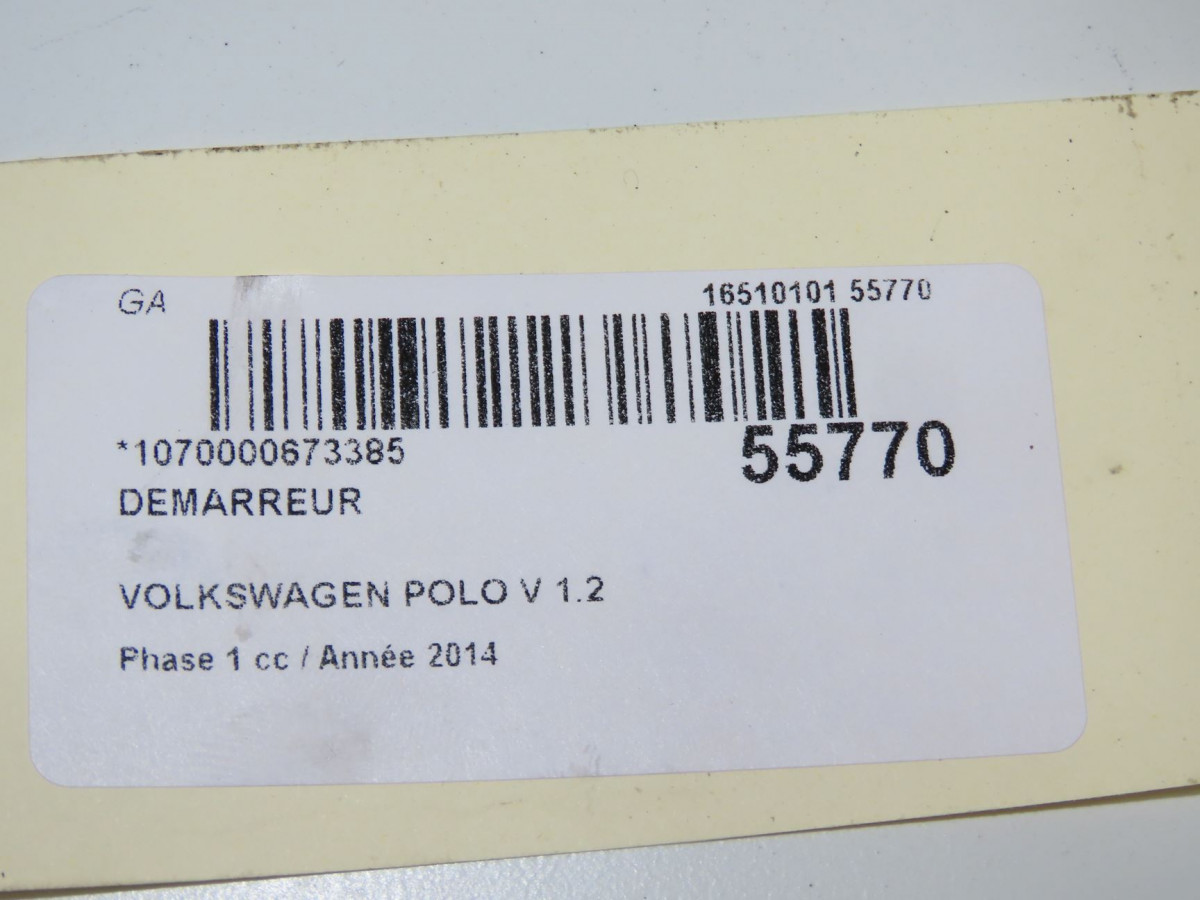 GA
16510101 55770
*1070000673385
55770
DEMARREUR
VOLKSWAGEN POLO V 1.2
Phase 1 cc / Année 2014